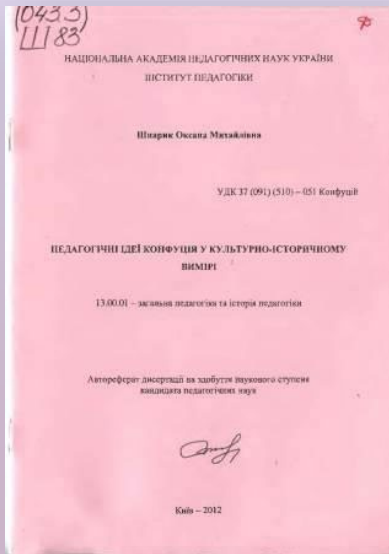 (043.3)
Ш 83
НАЦІОНАЛЬНА АКАДЕМІЯ ПЕДАГОГІЧНИХ НАУК УКРАЇНИ
ІНСТИТУТ ПЕДАГОГІКИ
Шпарик Оксана Михайлівна
УДК 37 (091) (510) – 051 Конфуцій
ПЕДАГОГІЧНІ ІДЕЇ КОНФУЦІЯ У КУЛЬТУРНО-ІСТОРИЧНОМУ
ВИМІРІ
13.00.01 – загальна педагогіка та історія педагогіки
Автореферат дисертації на здобуття наукового ступеня
кандидата педагогічних наук
Київ – 2012